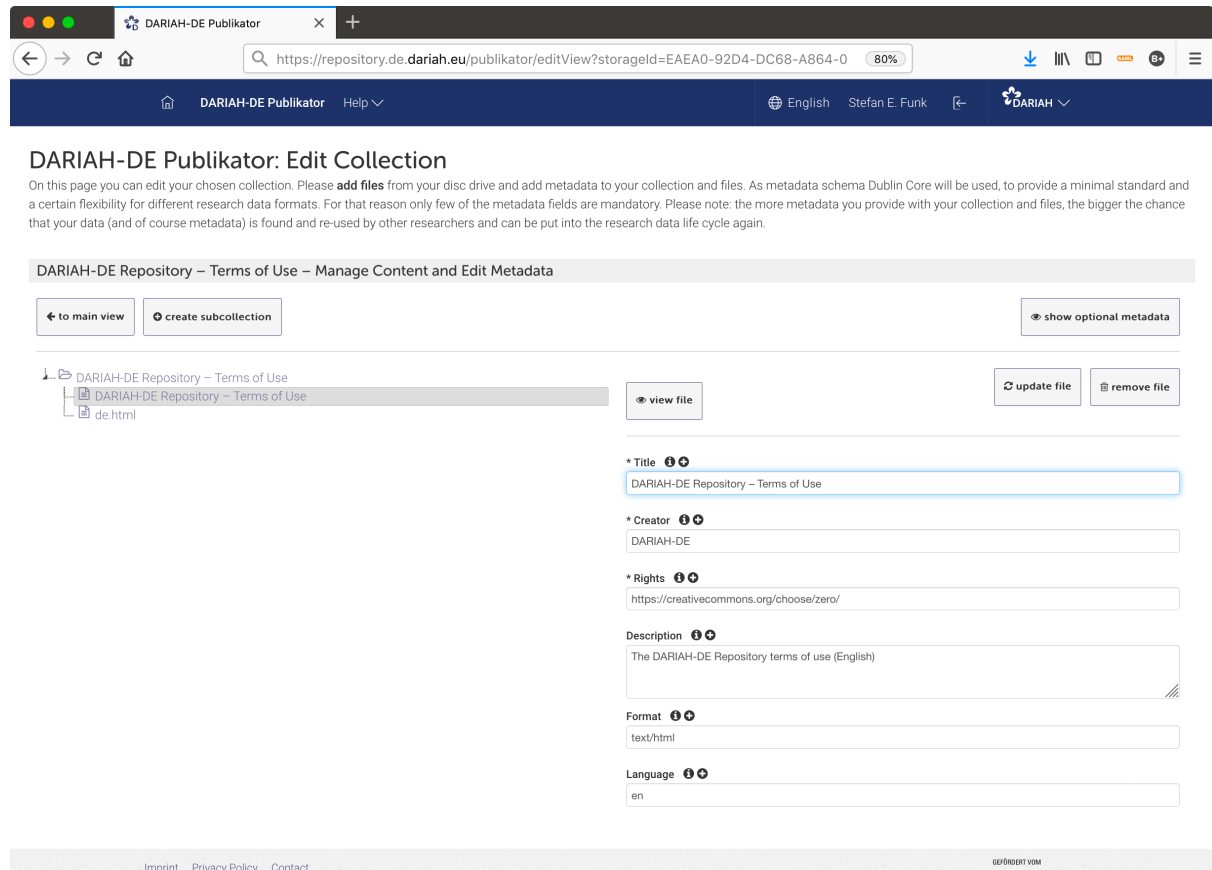 DARIAH-DE Publikator
https://repository.de.dariah.eu/publikator/editView?storageId=EAEA0-92D4-DC68-A864-0 80%
DARIAH-DE Publikator Help English Stefan E. Funk DARIAH
DARIAH-DE Publikator: Edit Collection
On this page you can edit your chosen collection. Please add files from your disc drive and add metadata to your collection and files. As metadata schema Dublin Core will be used, to provide a minimal standard and
a certain flexibility for different research data formats. For that reason only few of the metadata fields are mandatory. Please note: the more metadata you provide with your collection and files, the bigger the chance
that your data (and of course metadata) is found and re-used by other researchers and can be put into the research data life cycle again.
DARIAH-DE Repository – Terms of Use – Manage Content and Edit Metadata
to main view create subcollection show optional metadata
DARIAH-DE Repository – Terms of Use
DARIAH-DE Repository – Terms of Use
de.html
view file update file remove file
* Title
DARIAH-DE Repository – Terms of Use
* Creator
DARIAH-DE
* Rights
https://creativecommons.org/choose/zero/
Description
The DARIAH-DE Repository terms of use (English)
Format
text/html
Language
en
Imprint Privacy Policy Contact
GEFÖRDERT VOM